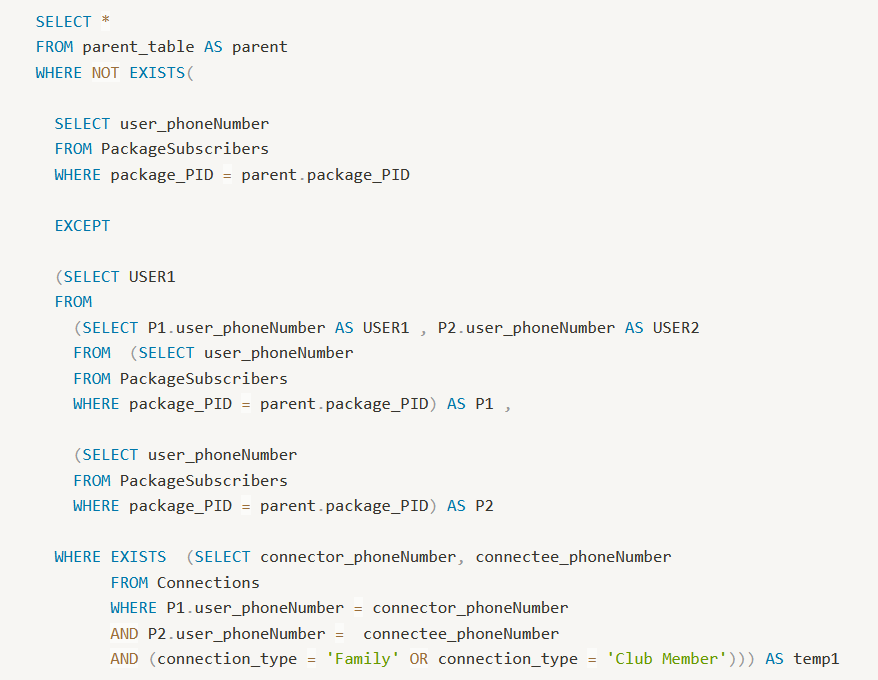 SELECT *
FROM parent_table AS parent
WHERE NOT EXISTS(
SELECT user_phoneNumber
FROM PackageSubscribers
WHERE package_PID = parent.package_PID
EXCEPT
(SELECT USER1
FROM
(SELECT P1.user_phoneNumber AS USER1 , P2.user_phoneNumber AS USER2
FROM  (SELECT user_phoneNumber
FROM PackageSubscribers
WHERE package_PID = parent.package_PID) AS P1 ,
(SELECT user_phoneNumber
FROM PackageSubscribers
WHERE package_PID = parent.package_PID) AS P2
WHERE EXISTS  (SELECT connector_phoneNumber, connectee_phoneNumber
FROM Connections
WHERE P1.user_phoneNumber = connector_phoneNumber
AND P2.user_phoneNumber =  connectee_phoneNumber
AND (connection_type = 'Family' OR connection_type = 'Club Member'))) AS temp1